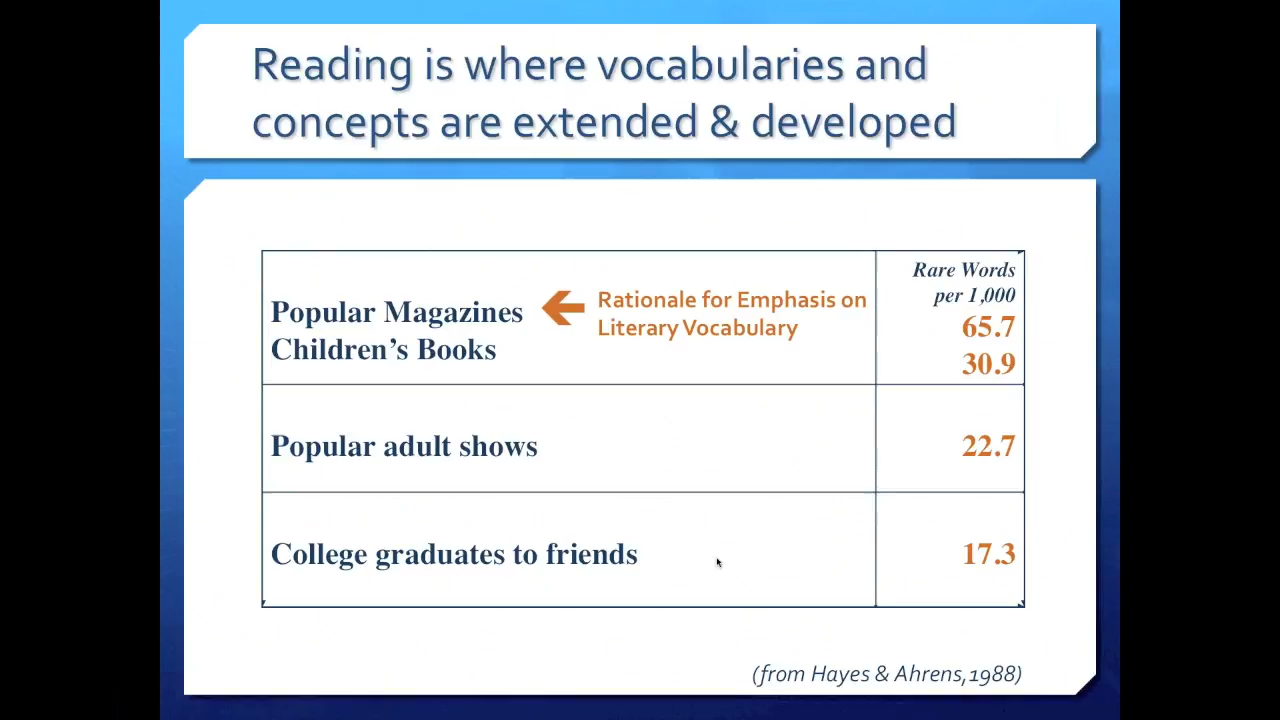 Reading is where vocabularies and
concepts are extended & developed
Rare Words
per 1,000
Popular Magazines
Rationale for Emphasis on
Literary Vocabulary
65.7
Children’s Books
30.9
Popular adult shows
22.7
College graduates to friends
17.3
(from Hayes & Ahrens,1988)